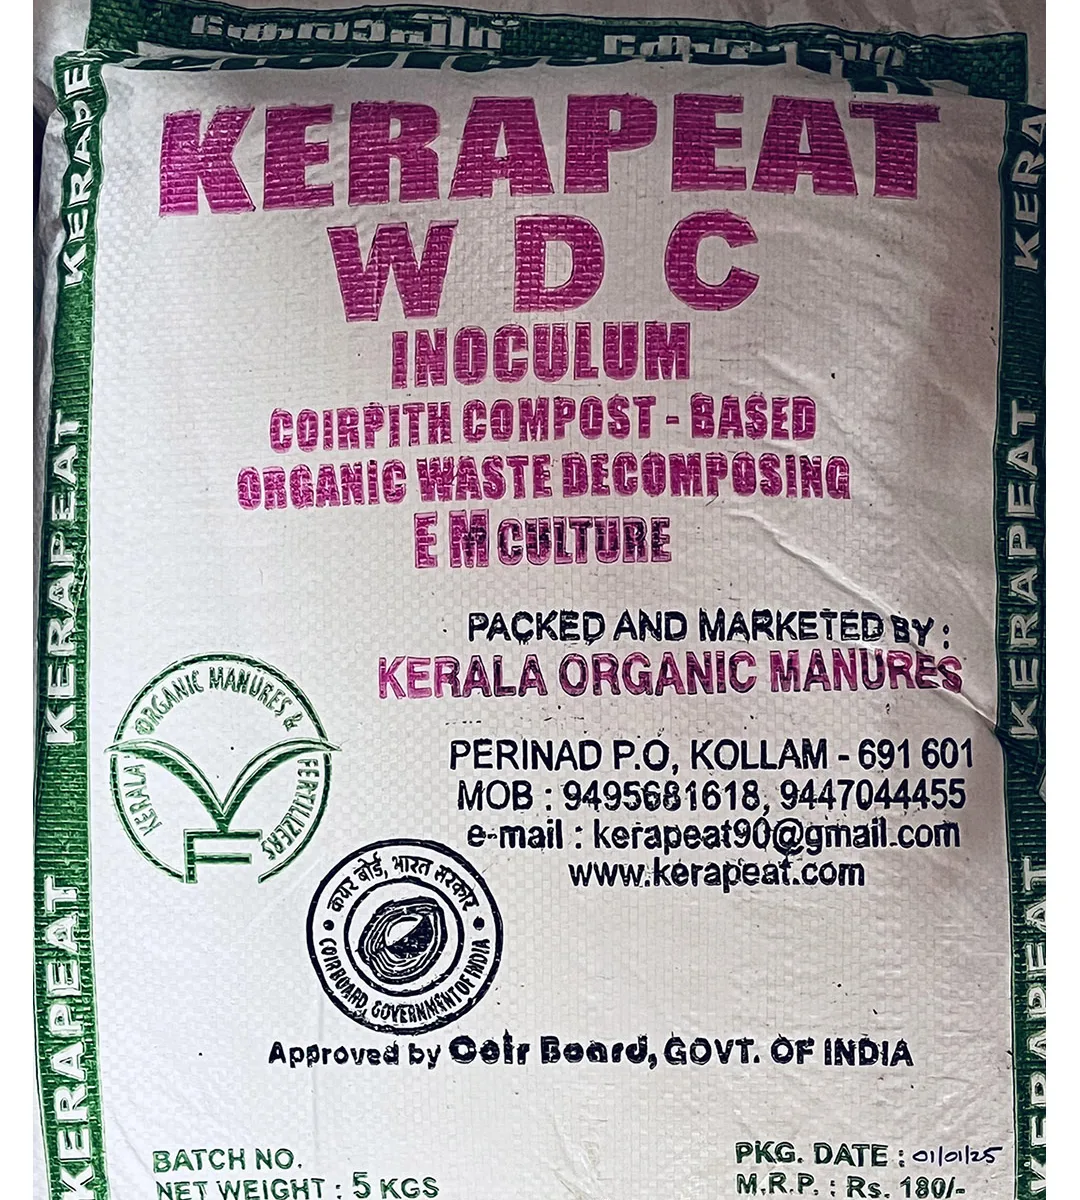 കേരാപീറ്റ്
KERAPEAT
W D C
INOCULUM
COIRPITH COMPOST - BASED
ORGANIC WASTE DECOMPOSING
E M CULTURE
PACKED AND MARKETED BY :
KERALA ORGANIC MANURES
PERINAD P.O, KOLLAM - 691 601
MOB : 9495681618, 9447044455
e-mail : kerapeat90@gmail.com
www.kerapeat.com
KERALA ORGANIC MANURES & FERTILIZERS
कयर बोर्ड, भारत सरकार
COIR BOARD, GOVERNMENT OF INDIA
Approved by Coir Board, GOVT. OF INDIA
BATCH NO.
NET WEIGHT : 5 KGS
PKG. DATE : 01/01/25
M.R.P. : Rs. 180/-
KERAPEAT
KERAPEAT
KERAPEAT
KERAPEAT